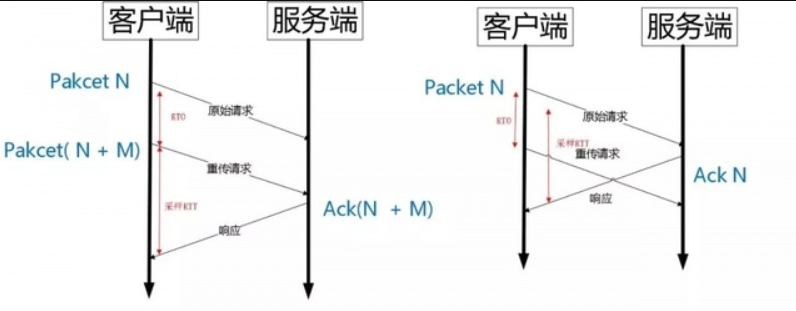 客户端
服务端
Pakcet N
原始请求
RTO
Pakcet( N + M)
重传请求
采样RTT
Ack(N + M)
响应
客户端
服务端
Packet N
原始请求
RTO
采样RTT
重传请求
Ack N
响应